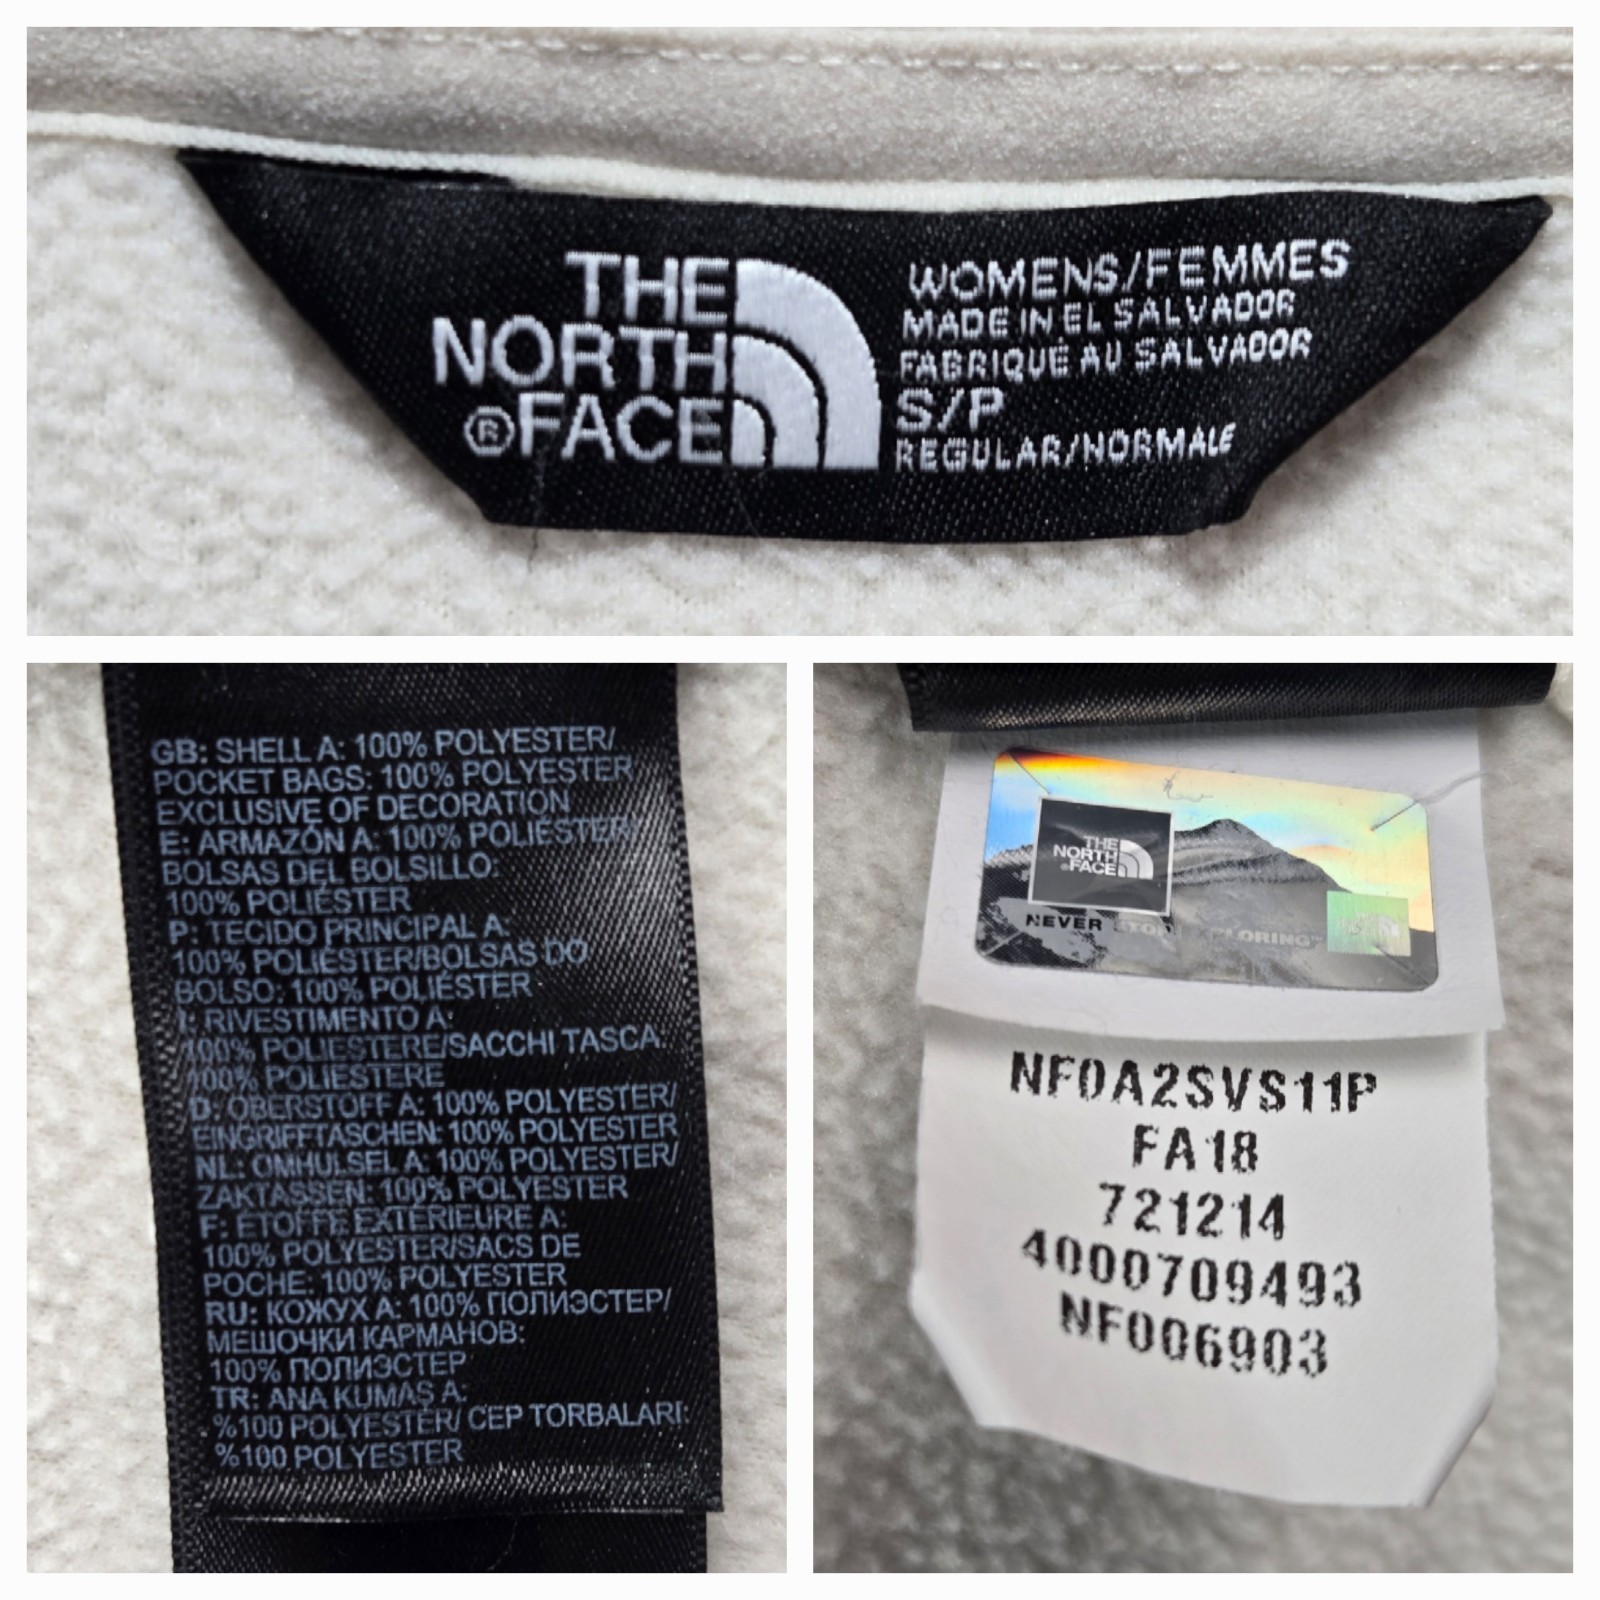 THE
NORTH
®FACE
WOMENS/FEMMES
MADE IN EL SALVADOR
FABRIQUÉ AU SALVADOR
S/P
REGULAR/NORMALE
GB: SHELL A: 100% POLYESTER/
POCKET BAGS: 100% POLYESTER
EXCLUSIVE OF DECORATION
E: ARMAZÓN A: 100% POLIÉSTER/
BOLSAS DEL BOLSILLO:
100% POLIÉSTER
P: TECIDO PRINCIPAL A:
100% POLIÉSTER/BOLSAS DO
BOLSO: 100% POLIÉSTER
I: RIVESTIMENTO A:
100% POLIESTERE/SACCHI TASCA:
100% POLIESTERE
D: OBERSTOFF A: 100% POLYESTER/
EINGRIFFTASCHEN: 100% POLYESTER
NL: OMHULSEL A: 100% POLYESTER/
ZAKTASSEN: 100% POLYESTER
F: ÉTOFFE EXTÉRIEURE A:
100% POLYESTER/SACS DE
POCHE: 100% POLYESTER
RU: КОЖУХ A: 100% ПОЛИЭСТЕР/
МЕШОЧКИ КАРМАНОВ:
100% ПОЛИЭСТЕР
TR: ANA KUMAŞ A:
%100 POLYESTER/ CEP TORBALARI:
%100 POLYESTER
THE
NORTH
®FACE
NEVER STOP EXPLORING™
NF0A2SVS11P
FA18
721214
4000709493
NF006903